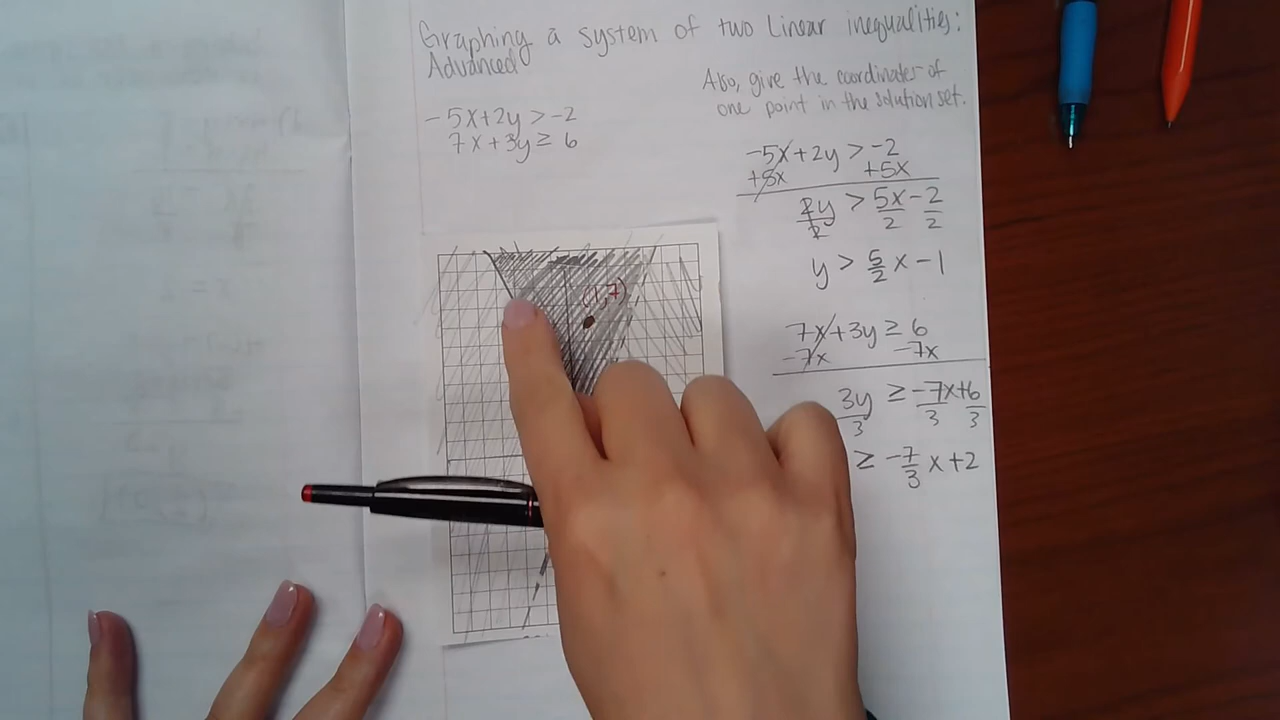 Graphing a system of two Linear inequalities:
Advanced
Also, give the coordinates of
one point in the solution set.
-5x+2y>-2
7x+3y≥6
-5x+2y>-2
+5x +5x
2y > 5x-2
2 2 2
y > 5/2 x - 1
7x+3y≥6
-7x -7x
3y ≥ -7x+6
3 3 3
≥ -7/3 x+2
(1,7)